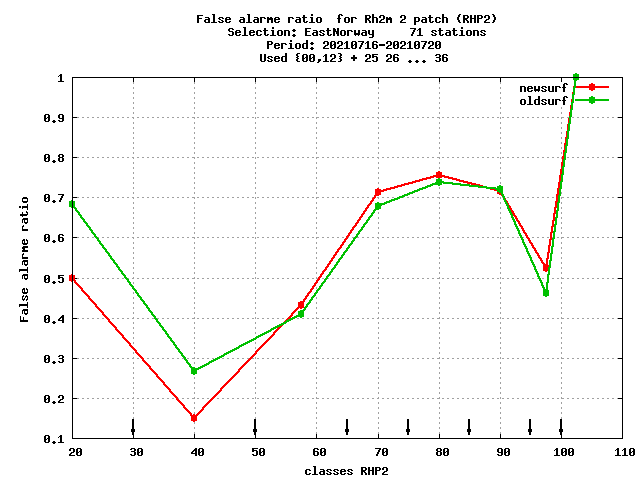 False alarme ratio  for Rh2m 2 patch (RHP2)
Selection: EastNorway     71 stations
Period: 20210716-20210720
Used {00,12} + 25 26 ... 36
newsurf
oldsurf
1
0.9
0.8
0.7
0.6
0.5
0.4
0.3
0.2
0.1
False alarme ratio
20 30 40 50 60 70 80 90 100 110
classes RHP2